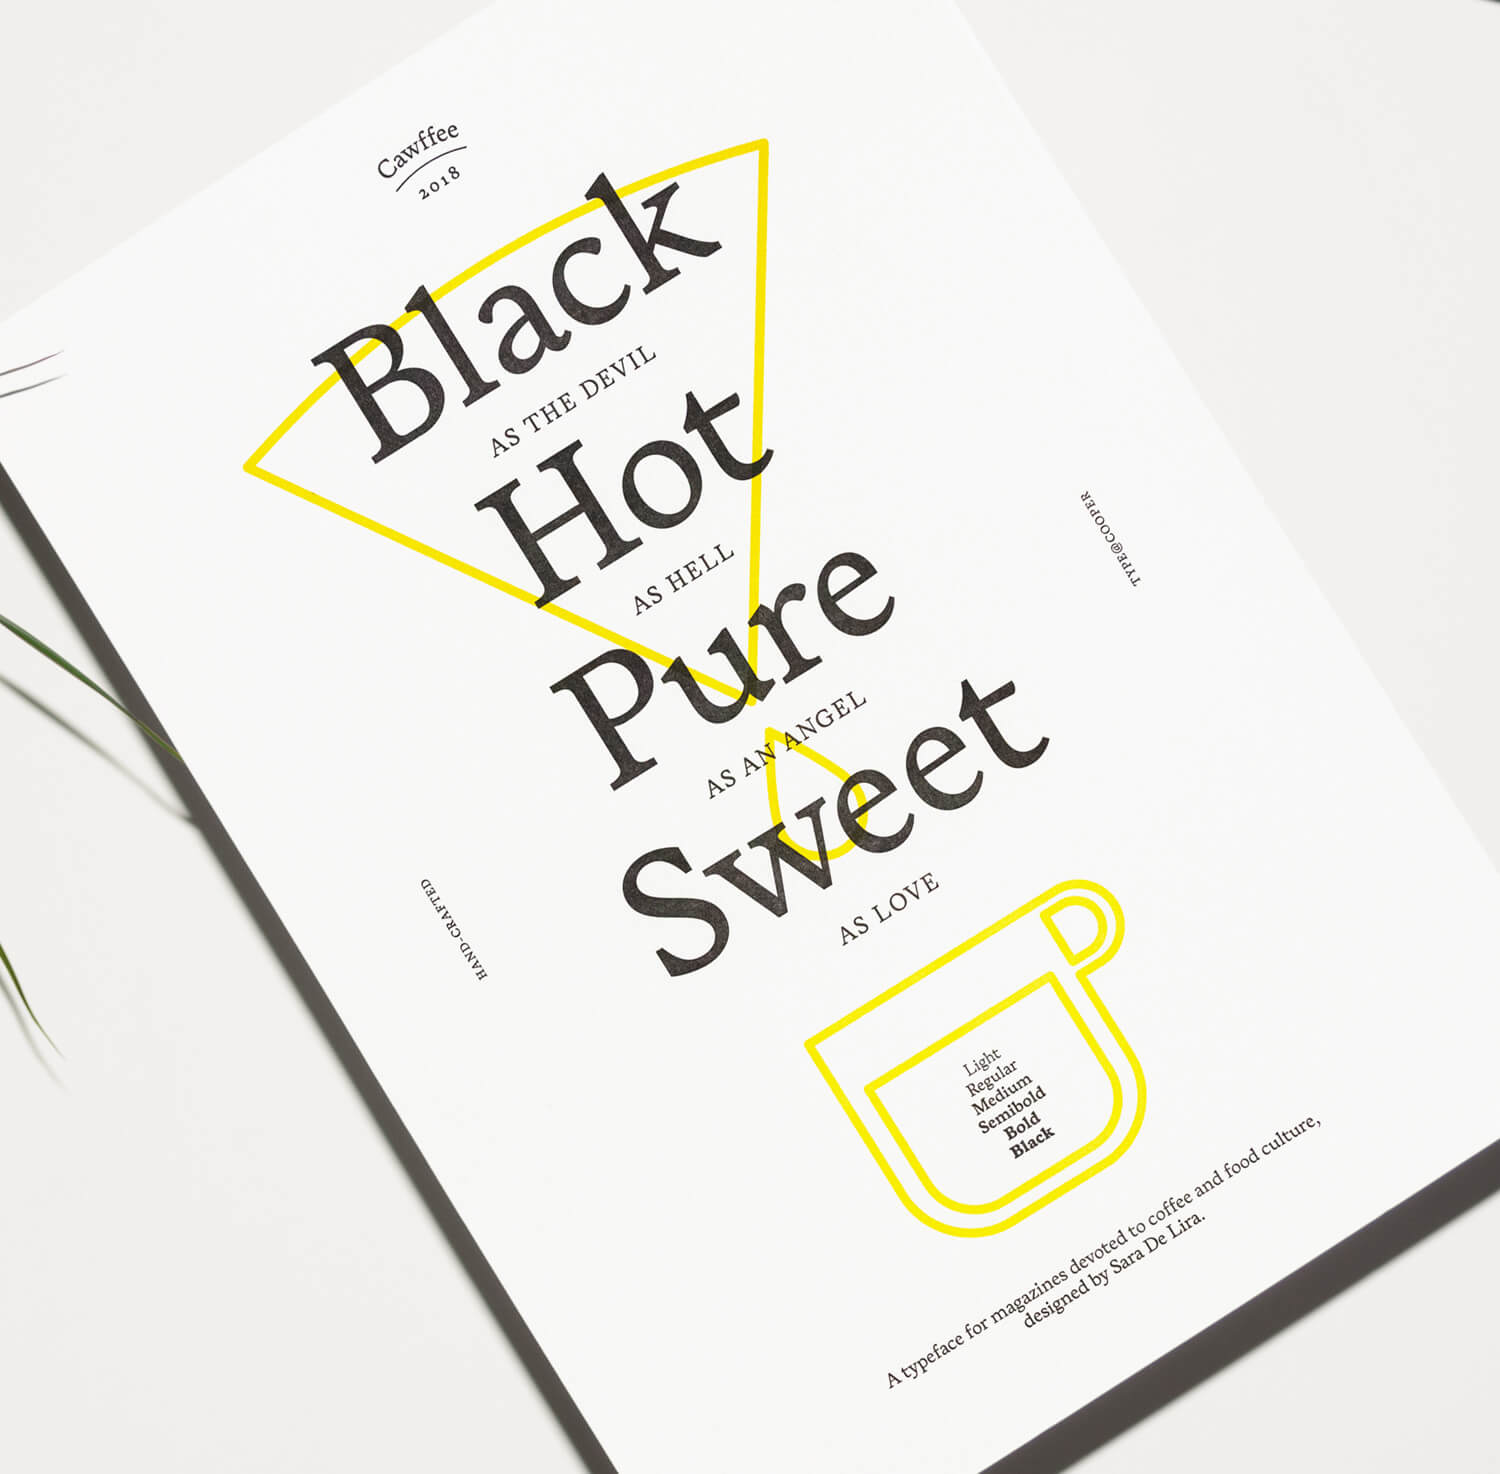 Cawffee
2018
Black
AS THE DEVIL
Hot
AS HELL
Pure
AS AN ANGEL
Sweet
AS LOVE
TYPE@COOPER
HAND-CRAFTED
Light
Regular
Medium
Semibold
Bold
Black
A typeface for magazines devoted to coffee and food culture,
designed by Sara De Lira.